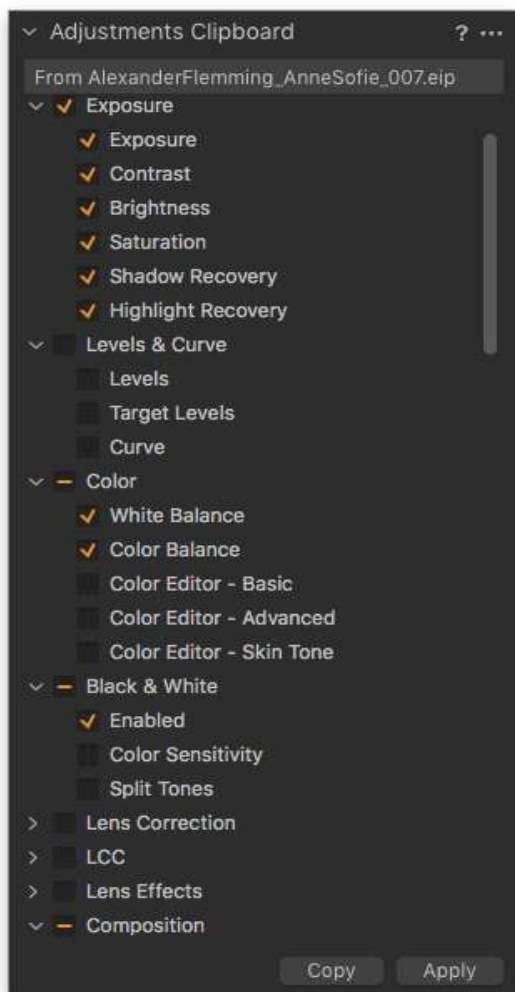 Adjustments Clipboard ? ...
From AlexanderFlemming_AnneSofie_007.eip
Exposure
Exposure
Contrast
Brightness
Saturation
Shadow Recovery
Highlight Recovery
Levels & Curve
Levels
Target Levels
Curve
Color
White Balance
Color Balance
Color Editor - Basic
Color Editor - Advanced
Color Editor - Skin Tone
Black & White
Enabled
Color Sensitivity
Split Tones
Lens Correction
LCC
Lens Effects
Composition
Copy Apply